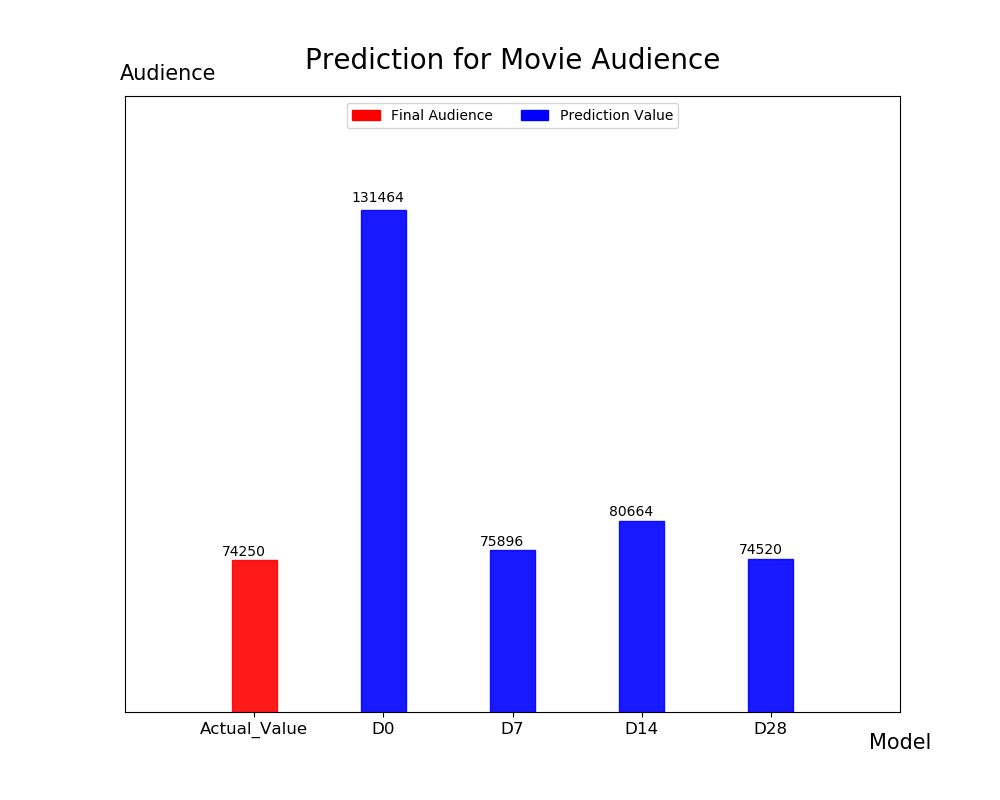 Prediction for Movie Audience
Audience
Final Audience
Prediction Value
131464
80664
75896
74520
74250
Actual_Value
D0
D7
D14
D28
Model